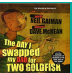 NEIL GAIMAN
DAVE McKEAN
The DAY I
swapped
my DAD for
TWO GOLDFISH